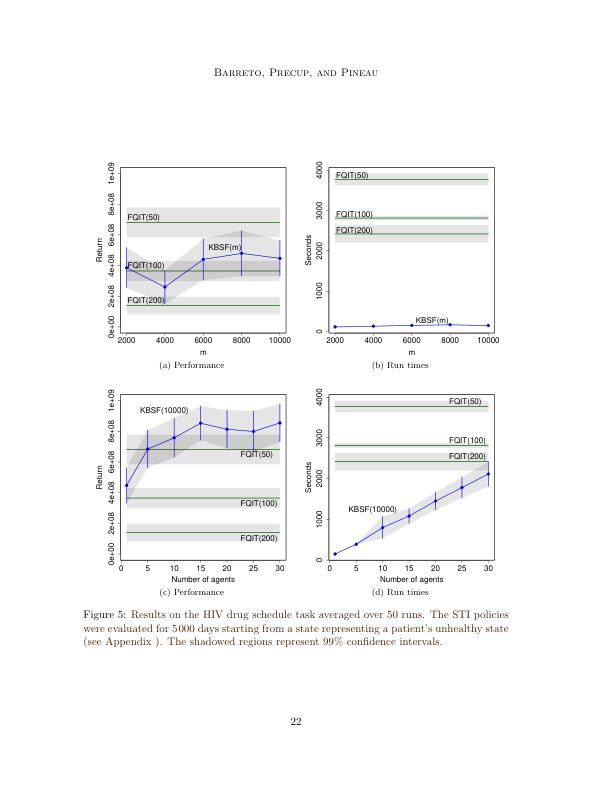 BARRETO, PRECUP, AND PINEAU
1e+09
8e+08
6e+08
4e+08
2e+08
0e+00
Return
FQIT(50)
KBSF(m)
FQIT(100)
FQIT(200)
2000 4000 6000 8000 10000
m
(a) Performance
4000
3000
2000
1000
0
Seconds
FQIT(50)
FQIT(100)
FQIT(200)
KBSF(m)
2000 4000 6000 8000 10000
m
(b) Run times
1e+09
8e+08
6e+08
4e+08
2e+08
0e+00
Return
KBSF(10000)
FQIT(50)
FQIT(100)
FQIT(200)
0 5 10 15 20 25 30
Number of agents
(c) Performance
4000
3000
2000
1000
0
Seconds
FQIT(50)
FQIT(100)
FQIT(200)
KBSF(10000)
0 5 10 15 20 25 30
Number of agents
(d) Run times
Figure 5: Results on the HIV drug schedule task averaged over 50 runs. The STI policies
were evaluated for 5000 days starting from a state representing a patient's unhealthy state
(see Appendix ). The shadowed regions represent 99% confidence intervals.
22